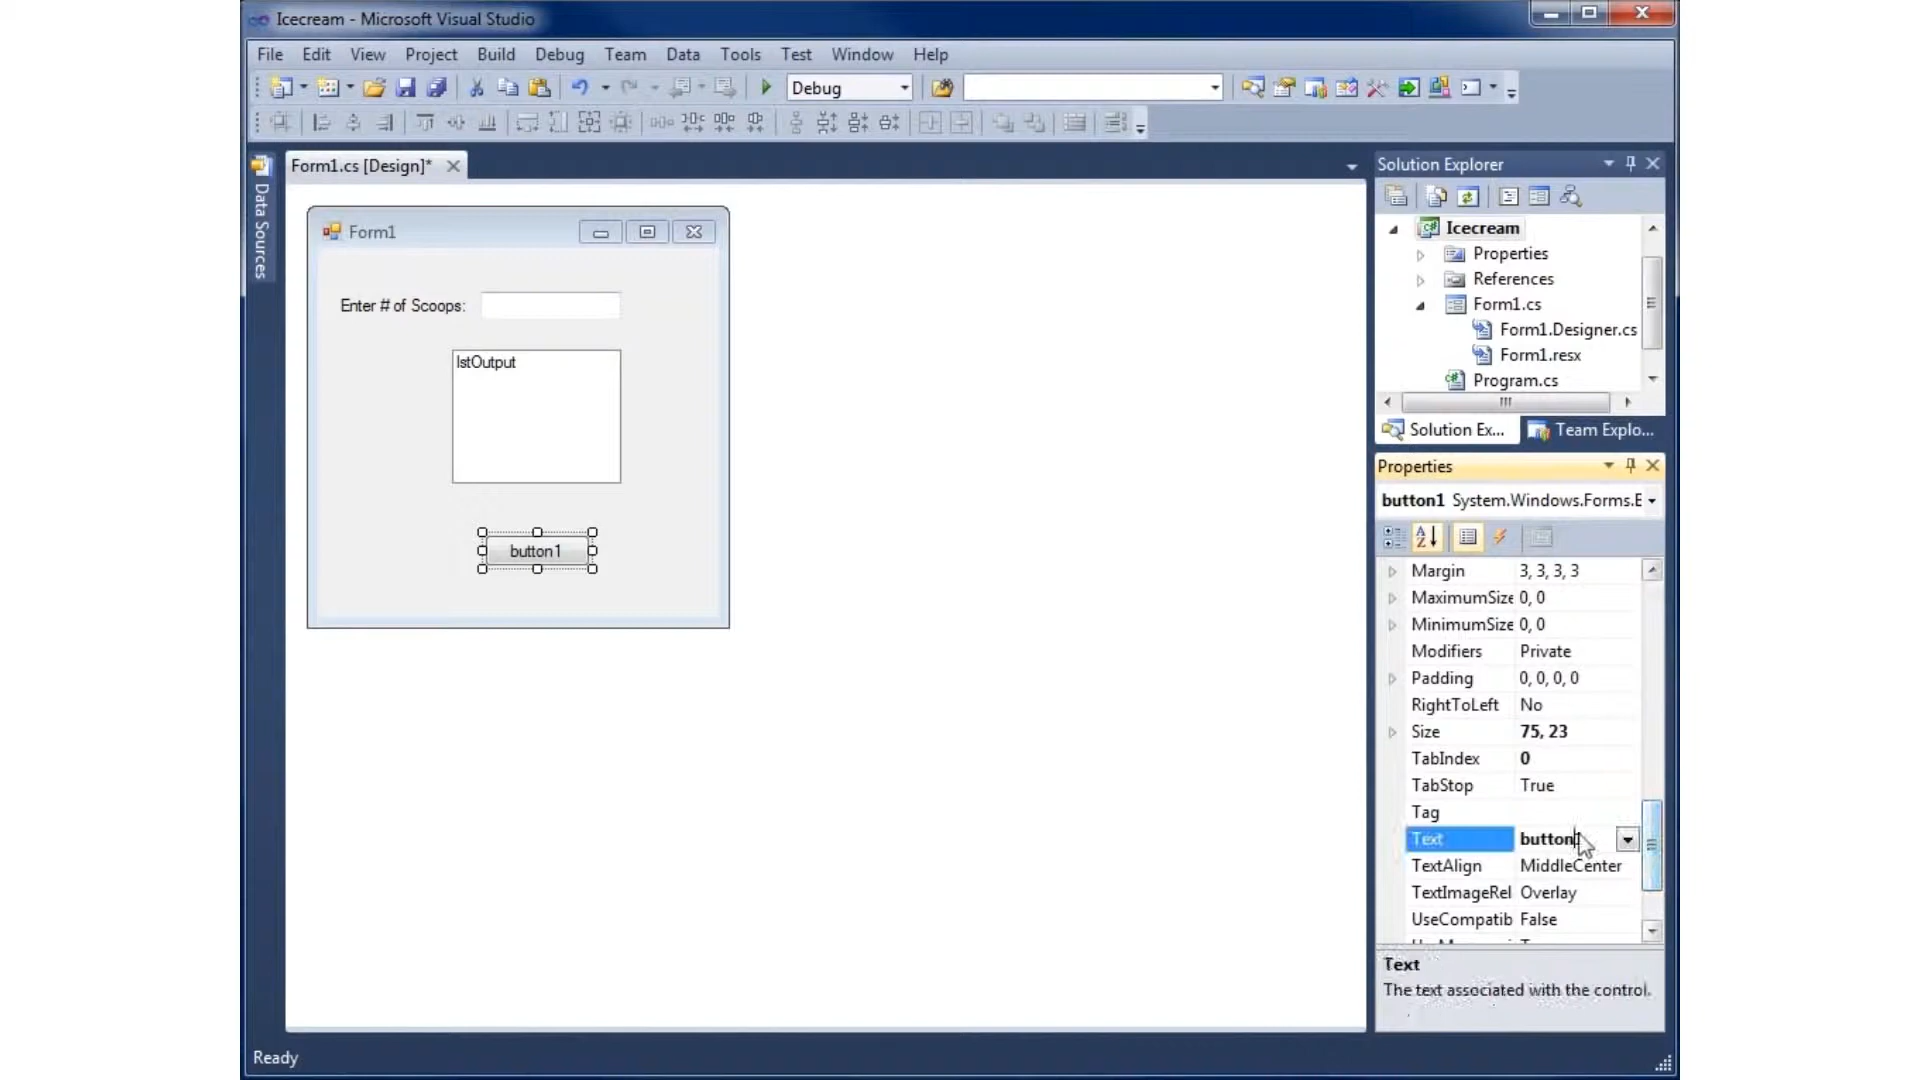 Icecream - Microsoft Visual Studio
File Edit View Project Build Debug Team Data Tools Test Window Help
Debug
Form1.cs [Design]*
Data Sources
Form1
Enter # of Scoops:
lstOutput
button1
Solution Explorer
Icecream
Properties
References
Form1.cs
Form1.Designer.cs
Form1.resx
Program.cs
Solution Ex...
Team Explo...
Properties
button1 System.Windows.Forms.B
Margin 3, 3, 3, 3
MaximumSize 0, 0
MinimumSize 0, 0
Modifiers Private
Padding 0, 0, 0, 0
RightToLeft No
Size 75, 23
TabIndex 0
TabStop True
Tag
Text button1
TextAlign MiddleCenter
TextImageRel Overlay
UseCompatib False
Text
The text associated with the control.
Ready